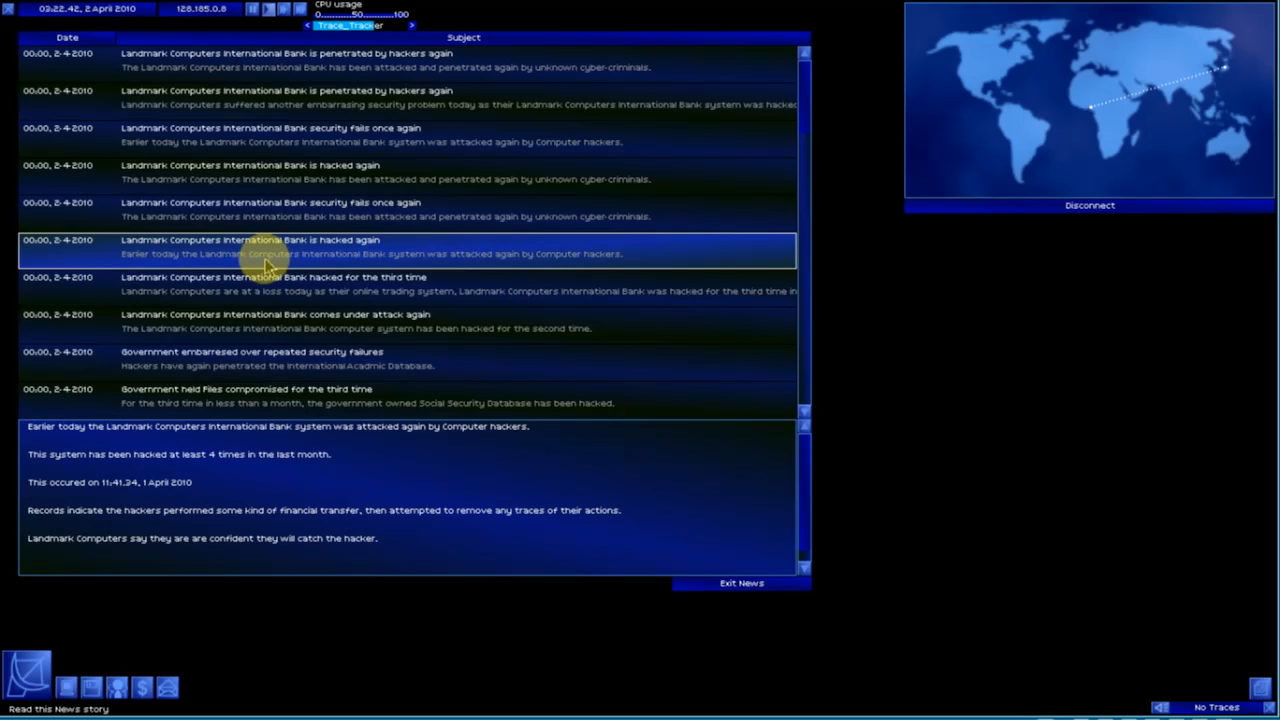 03:22.42, 2 April 2010
128.185.0.8
CPU usage
0........50........100
< Trace_Tracker >
Date Subject
00:00, 2-4-2010 Landmark Computers International Bank is penetrated by hackers again
The Landmark Computers International Bank has been attacked and penetrated again by unknown cyber-criminals.
00:00, 2-4-2010 Landmark Computers International Bank is penetrated by hackers again
Landmark Computers suffered another embarrasing security problem today as their Landmark Computers International Bank system was hacked
00:00, 2-4-2010 Landmark Computers International Bank security fails once again
Earlier today the Landmark Computers International Bank system was attacked again by Computer hackers.
00:00, 2-4-2010 Landmark Computers International Bank is hacked again
The Landmark Computers International Bank has been attacked and penetrated again by unknown cyber-criminals.
00:00, 2-4-2010 Landmark Computers International Bank security fails once again
The Landmark Computers International Bank has been attacked and penetrated again by unknown cyber-criminals.
00:00, 2-4-2010 Landmark Computers International Bank is hacked again
Earlier today the Landmark Computers International Bank system was attacked again by Computer hackers.
00:00, 2-4-2010 Landmark Computers International Bank hacked for the third time
Landmark Computers are at a loss today as their online trading system, Landmark Computers International Bank was hacked for the third time in
00:00, 2-4-2010 Landmark Computers International Bank comes under attack again
The Landmark Computers International Bank computer system has been hacked for the second time.
00:00, 2-4-2010 Government embarresed over repeated security failures
Hackers have again penetrated the International Acadmic Database.
00:00, 2-4-2010 Government held Files compromised for the third time
For the third time in less than a month, the government owned Social Security Database has been hacked.
Earlier today the Landmark Computers International Bank system was attacked again by Computer hackers.
This system has been hacked at least 4 times in the last month.
This occured on 11:41.34, 1 April 2010
Records indicate the hackers performed some kind of financial transfer, then attempted to remove any traces of their actions.
Landmark Computers say they are are confident they will catch the hacker.
Exit News
Disconnect
Read this News story
No Traces